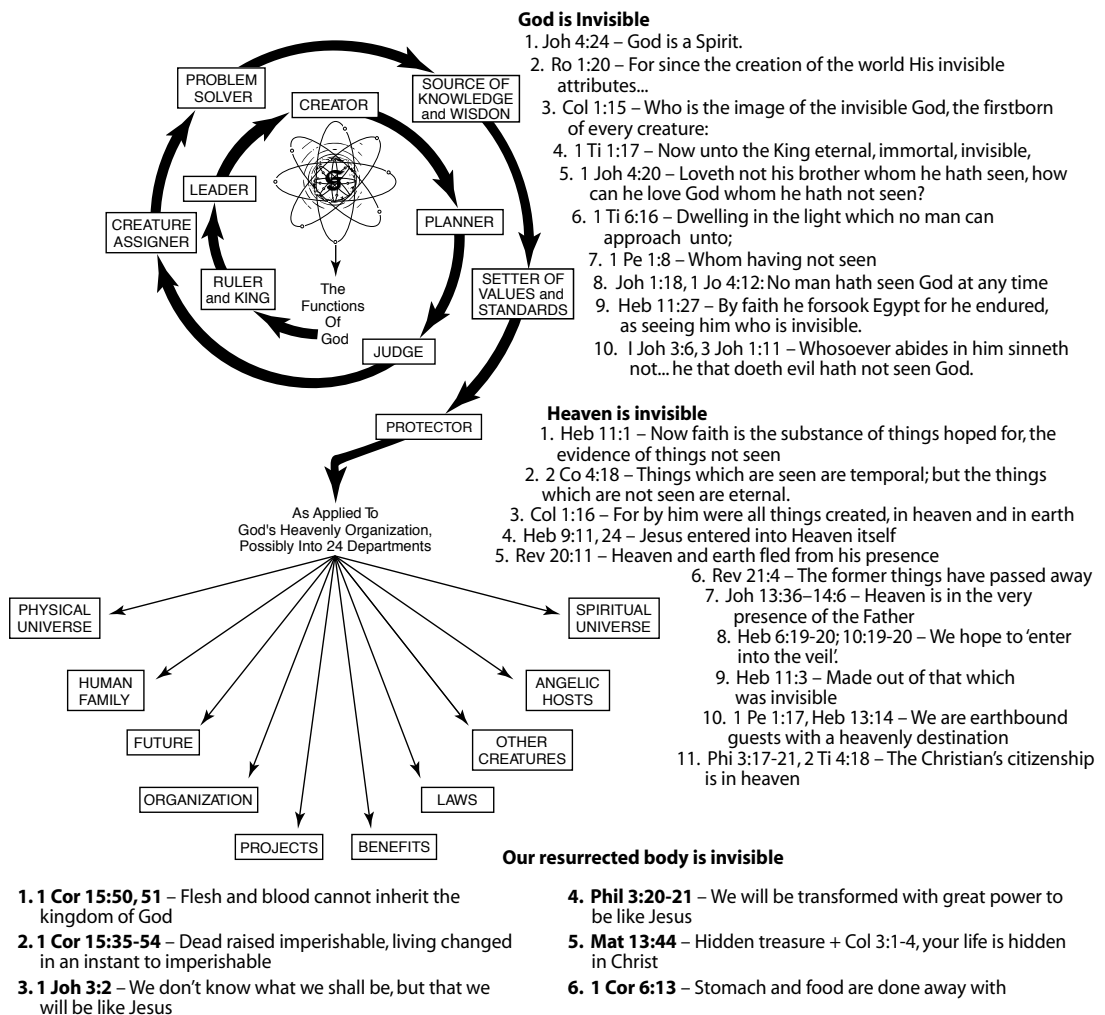 God is Invisible
1. Joh 4:24 – God is a Spirit.
2. Ro 1:20 – For since the creation of the world His invisible
attributes...
3. Col 1:15 – Who is the image of the invisible God, the firstborn
of every creature:
4. 1 Ti 1:17 – Now unto the King eternal, immortal, invisible,
5. 1 Joh 4:20 – Loveth not his brother whom he hath seen, how
can he love God whom he hath not seen?
6. 1 Ti 6:16 – Dwelling in the light which no man can
approach unto;
7. 1 Pe 1:8 – Whom having not seen
8. Joh 1:18, 1 Jo 4:12: No man hath seen God at any time
9. Heb 11:27 – By faith he forsook Egypt for he endured,
as seeing him who is invisible.
10. I Joh 3:6, 3 Joh 1:11 – Whosoever abides in him sinneth
not... he that doeth evil hath not seen God.
PROBLEM
SOLVER
SOURCE OF
KNOWLEDGE
and WISDON
CREATOR
S
LEADER
PLANNER
CREATURE
ASSIGNER
RULER
and KING
SETTER OF
VALUES and
STANDARDS
The
Functions
Of
God
JUDGE
PROTECTOR
As Applied To
God's Heavenly Organization,
Possibly Into 24 Departments
PHYSICAL
UNIVERSE
SPIRITUAL
UNIVERSE
HUMAN
FAMILY
ANGELIC
HOSTS
FUTURE
OTHER
CREATURES
ORGANIZATION
LAWS
PROJECTS
BENEFITS
Heaven is invisible
1. Heb 11:1 – Now faith is the substance of things hoped for, the
evidence of things not seen
2. 2 Co 4:18 – Things which are seen are temporal; but the things
which are not seen are eternal.
3. Col 1:16 – For by him were all things created, in heaven and in earth
4. Heb 9:11, 24 – Jesus entered into Heaven itself
5. Rev 20:11 – Heaven and earth fled from his presence
6. Rev 21:4 – The former things have passed away
7. Joh 13:36–14:6 – Heaven is in the very
presence of the Father
8. Heb 6:19-20; 10:19-20 – We hope to ‘enter
into the veil’.
9. Heb 11:3 – Made out of that which
was invisible
10. 1 Pe 1:17, Heb 13:14 – We are earthbound
guests with a heavenly destination
11. Phi 3:17-21, 2 Ti 4:18 – The Christian’s citizenship
is in heaven
Our resurrected body is invisible
1. 1 Cor 15:50, 51 – Flesh and blood cannot inherit the
kingdom of God
2. 1 Cor 15:35-54 – Dead raised imperishable, living changed
in an instant to imperishable
3. 1 Joh 3:2 – We don’t know what we shall be, but that we
will be like Jesus
4. Phil 3:20-21 – We will be transformed with great power to
be like Jesus
5. Mat 13:44 – Hidden treasure + Col 3:1-4, your life is hidden
in Christ
6. 1 Cor 6:13 – Stomach and food are done away with